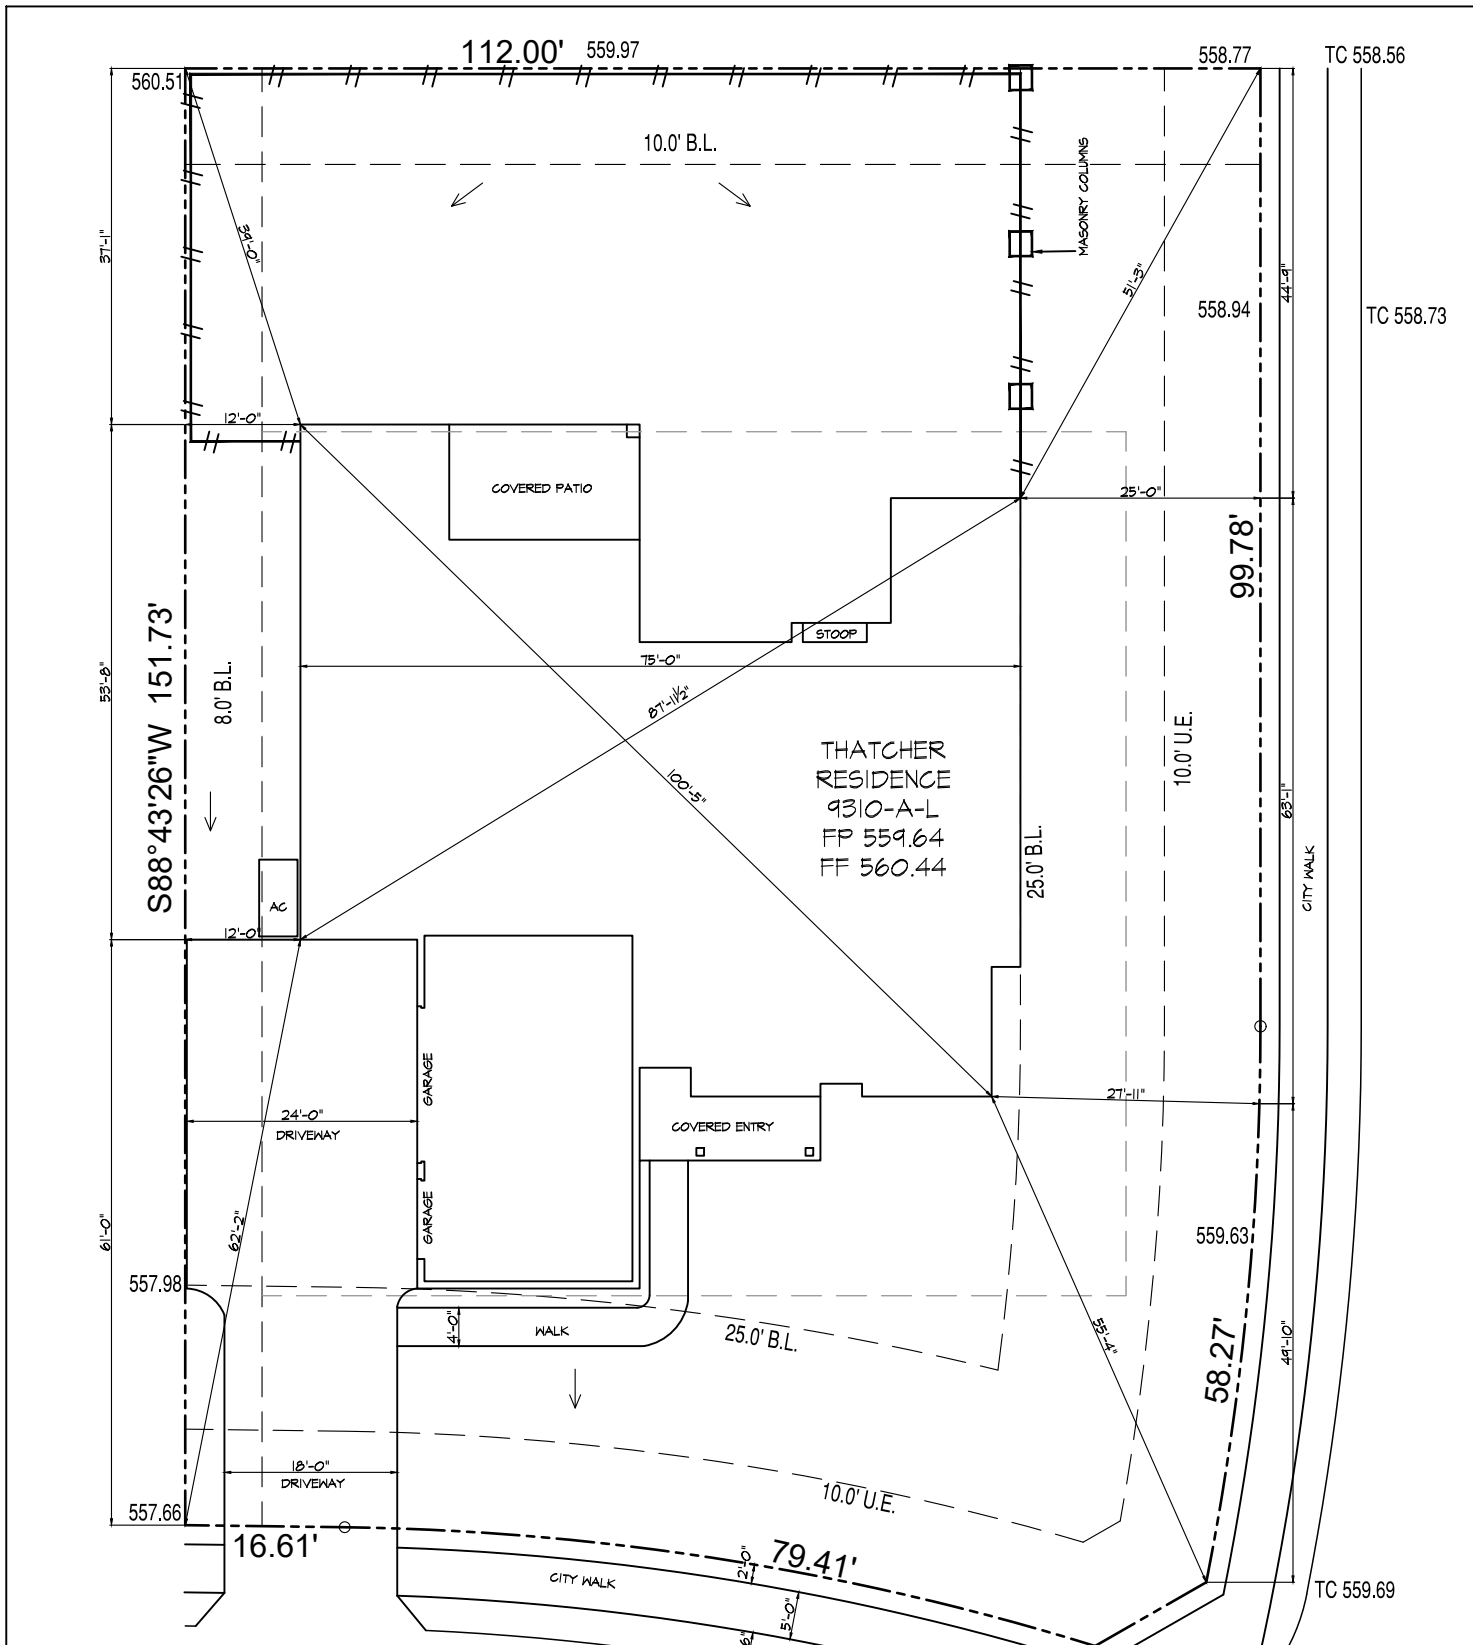 112.00'
559.97
558.77
TC 558.56
560.51
10.0' B.L.
MASONRY COLUMNS
39'-0"
37'-1"
51'-3"
44'-9"
558.94
TC 558.73
12'-0"
COVERED PATIO
25'-0"
99.78'
STOOP
75'-0"
S88°43'26"W 151.73'
8.0' B.L.
53'-8"
87'-11½"
100'-5"
THATCHER
RESIDENCE
9310-A-L
FP 559.64
FF 560.44
10.0' U.E.
25.0' B.L.
63'-1"
CITY WALK
AC
12'-0"
GARAGE
24'-0"
DRIVEWAY
COVERED ENTRY
27'-11"
GARAGE
62'-2"
61'-0"
559.63
557.98
4'-0"
WALK
25.0' B.L.
55'-4"
58.27'
49'-10"
18'-0"
DRIVEWAY
10.0' U.E.
557.66
16.61'
79.41'
2'-0"
CITY WALK
5'-0"
6"
TC 559.69